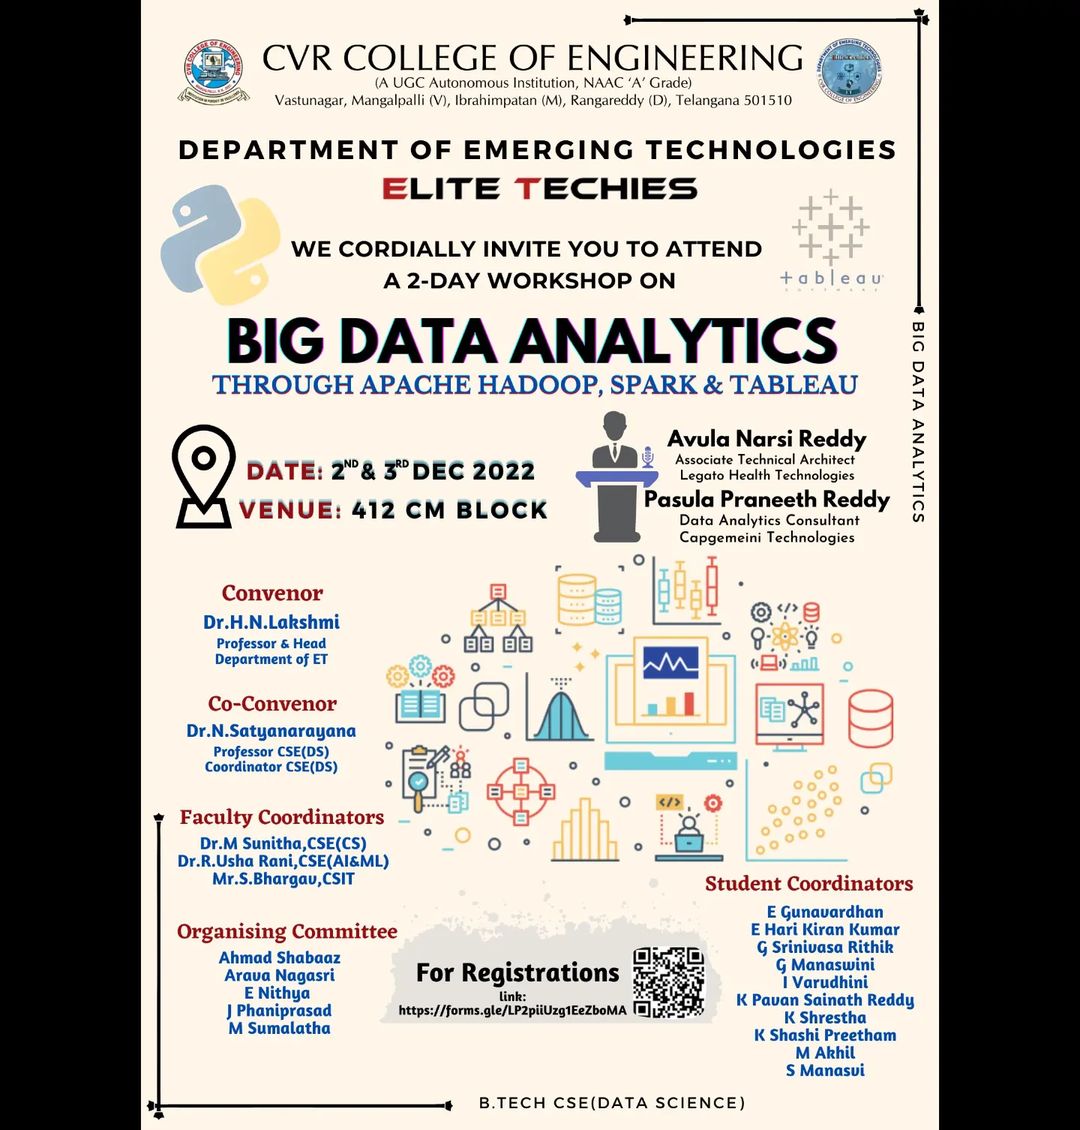 CVR COLLEGE OF ENGINEERING
(A UGC Autonomous Institution, NAAC ‘A’ Grade)
Vastunagar, Mangalpalli (V), Ibrahimpatan (M), Rangareddy (D), Telangana 501510
DEPARTMENT OF EMERGING TECHNOLOGIES
ELITE TECHIES
WE CORDIALLY INVITE YOU TO ATTEND
A 2-DAY WORKSHOP ON
tableau
SOFTWARE
BIG DATA ANALYTICS
THROUGH APACHE HADOOP, SPARK & TABLEAU
BIG DATA ANALYTICS
DATE: 2ND & 3RD DEC 2022
VENUE: 412 CM BLOCK
Avula Narsi Reddy
Associate Technical Architect
Legato Health Technologies
Pasula Praneeth Reddy
Data Analytics Consultant
Capgemini Technologies
Convenor
Dr.H.N.Lakshmi
Professor & Head
Department of ET
Co-Convenor
Dr.N.Satyanarayana
Professor CSE(DS)
Coordinator CSE(DS)
Faculty Coordinators
Dr.M Sunitha,CSE(CS)
Dr.R.Usha Rani,CSE(AI&ML)
Mr.S.Bhargav,CSIT
Organising Committee
Ahmad Shabaaz
Arava Nagasri
E Nithya
J Phaniprasad
M Sumalatha
For Registrations
link:
https://forms.gle/LP2piiUzg1EeZboMA
Student Coordinators
E Gunavardhan
E Hari Kiran Kumar
G Srinivasa Rithik
G Manaswini
I Varudhini
K Pavan Sainath Reddy
K Shrestha
K Shashi Preetham
M Akhil
S Manasvi
B.TECH CSE(DATA SCIENCE)